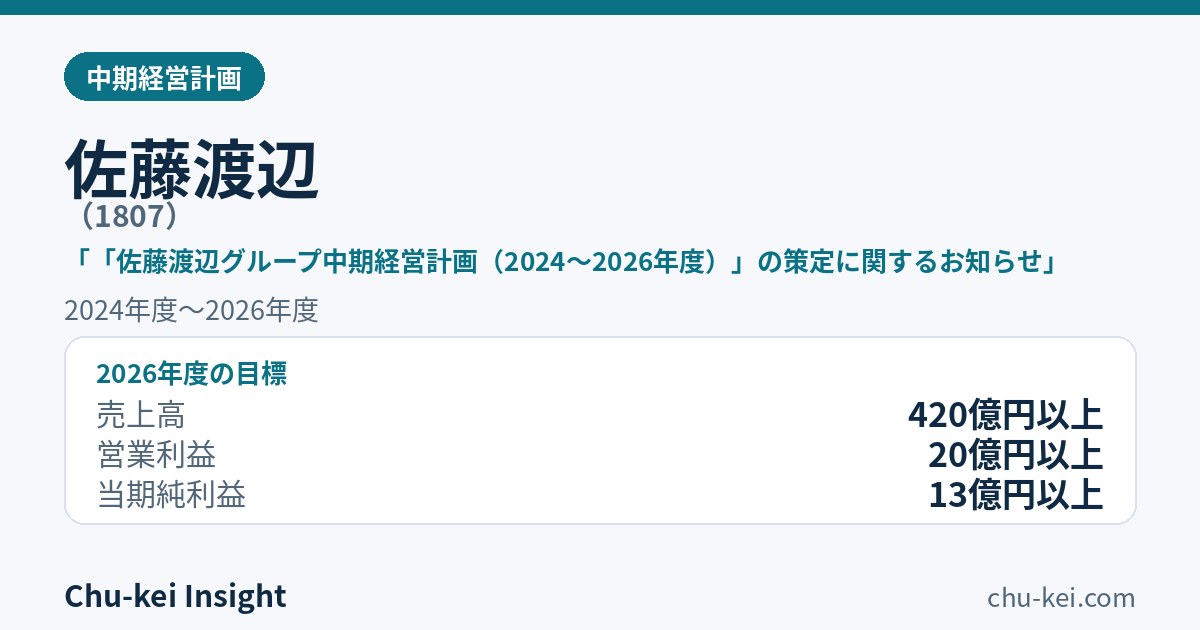 中期経営計画
佐藤渡辺
（1807）
「「佐藤渡辺グループ中期経営計画（2024～2026年度）」の策定に関するお知らせ」
2024年度～2026年度
2026年度の目標
売上高 420億円以上
営業利益 20億円以上
当期純利益 13億円以上
Chu-kei Insight chu-kei.com